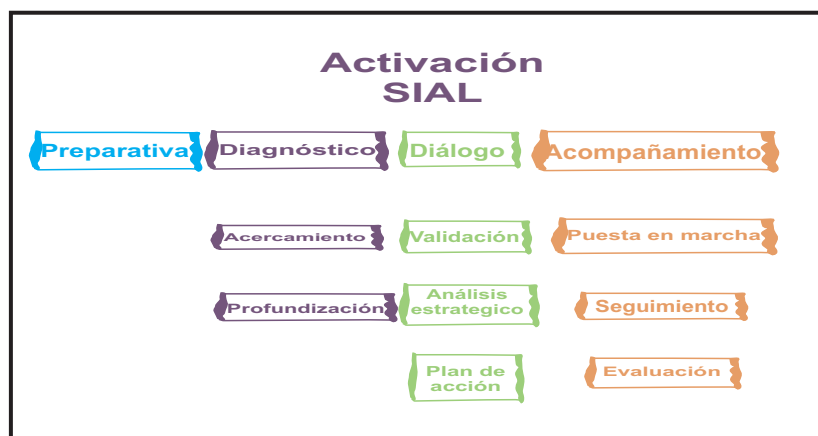 Activación
SIAL
Preparativa
Diagnóstico
Diálogo
Acompañamiento
Acercamiento
Validación
Puesta en marcha
Profundización
Análisis
estrategico
Seguimiento
Plan de
acción
Evaluación